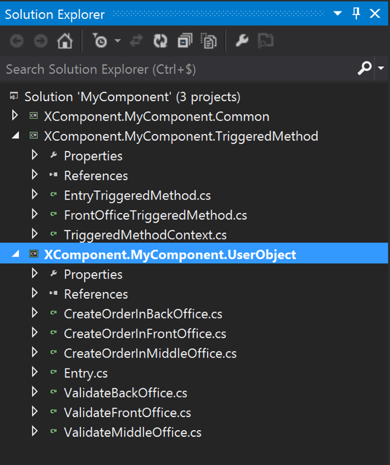 Solution Explorer
Search Solution Explorer (Ctrl+$)
Solution 'MyComponent' (3 projects)
XComponent.MyComponent.Common
XComponent.MyComponent.TriggeredMethod
Properties
References
EntryTriggeredMethod.cs
FrontOfficeTriggeredMethod.cs
TriggeredMethodContext.cs
XComponent.MyComponent.UserObject
Properties
References
CreateOrderInBackOffice.cs
CreateOrderInFrontOffice.cs
CreateOrderInMiddleOffice.cs
Entry.cs
ValidateBackOffice.cs
ValidateFrontOffice.cs
ValidateMiddleOffice.cs